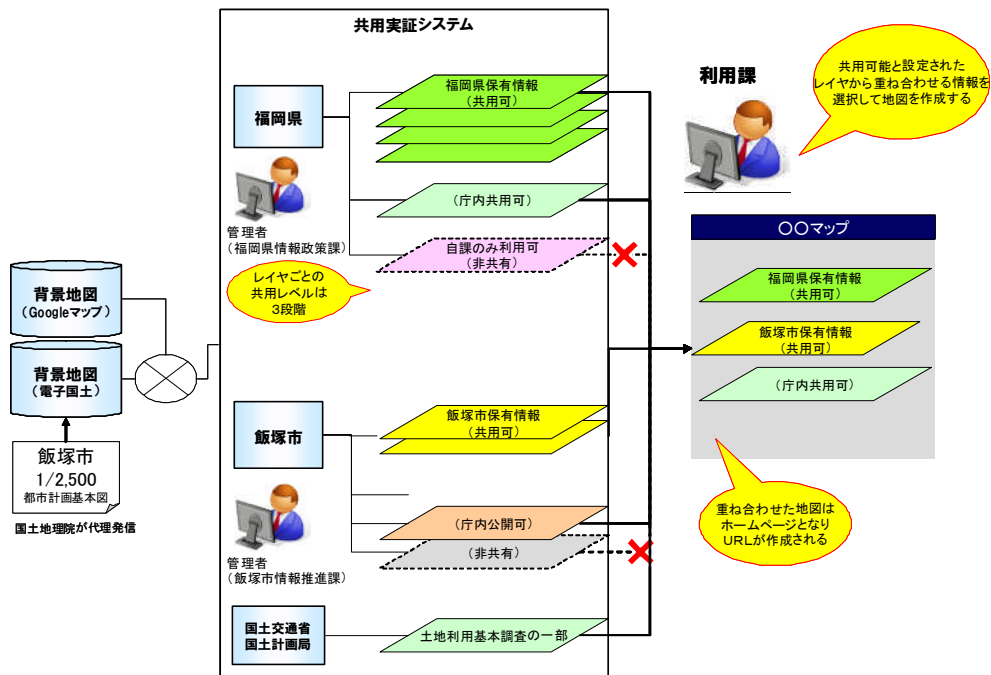 共用実証システム
福岡県
管理者
(福岡県情報政策課)
福岡県保有情報
(共用可)
(庁内共用可)
自課のみ利用可
(非共有)
レイヤごとの
共用レベルは
3段階
背景地図
(Googleマップ)
背景地図
(電子国土)
飯塚市
1/2,500
都市計画基本図
国土地理院が代理発信
飯塚市
管理者
(飯塚市情報推進課)
飯塚市保有情報
(共用可)
(庁内公開可)
(非共有)
国土交通省
国土計画局
土地利用基本調査の一部
利用課
共用可能と設定された
レイヤから重ね合わせる情報を
選択して地図を作成する
〇〇マップ
福岡県保有情報
(共用可)
飯塚市保有情報
(共用可)
(庁内共用可)
重ね合わせた地図は
ホームページとなり
URLが作成される